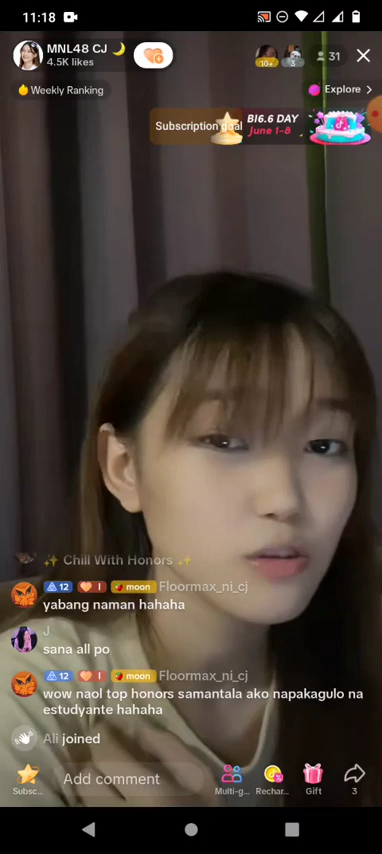 11:18
MNL48 CJ 🌙
4.5K likes
10+
3
31
Weekly Ranking
Explore >
Subscription goal
BI6.6 DAY
June 1-8
✨ Chill With Honors ✨
12 I moon Floormax_ni_cj
yabang naman hahaha
J
sana all po
12 I moon Floormax_ni_cj
wow naol top honors samantala ako napakagulo na
estudyante hahaha
Ali joined
Add comment
Subsc...
Multi-g...
Rechar...
Gift
3